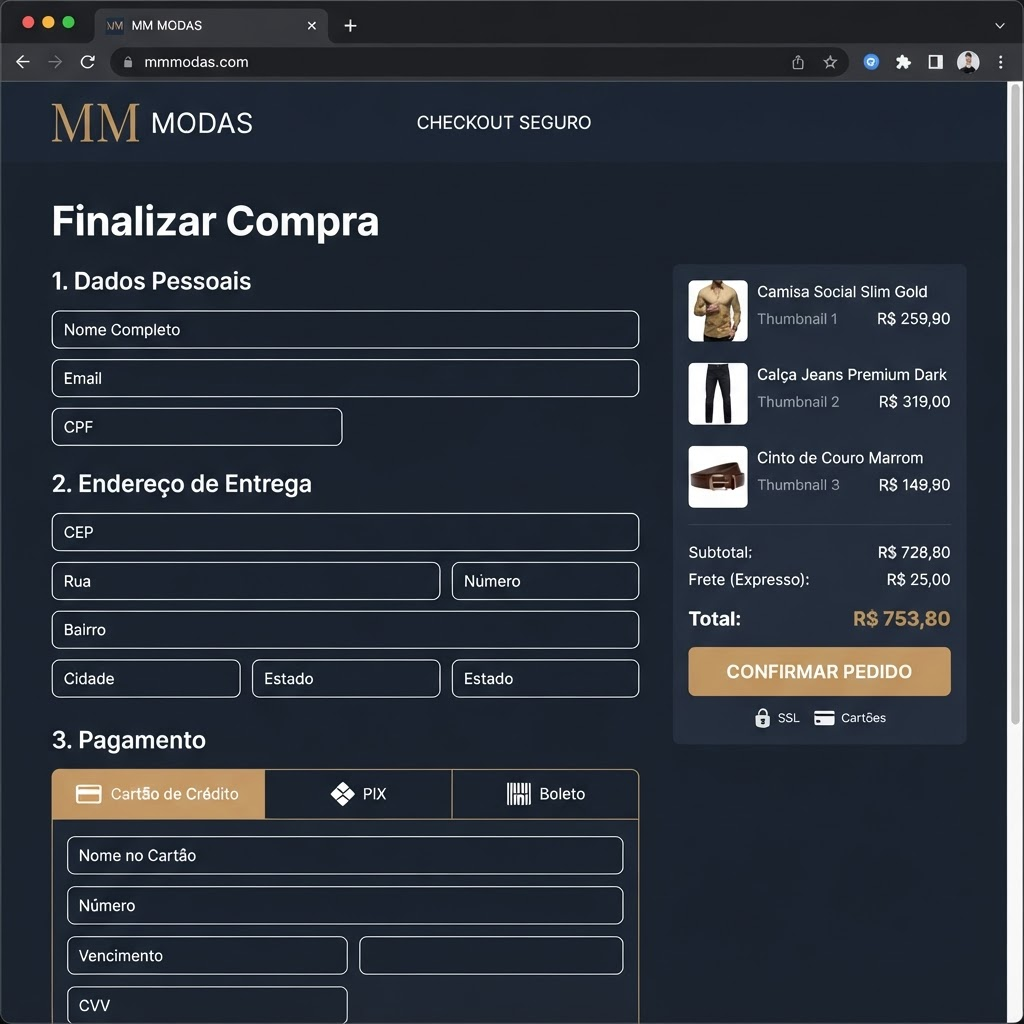 MM MODAS
mmmodas.com
MM MODAS
CHECKOUT SEGURO
Finalizar Compra
1. Dados Pessoais
Nome Completo
Email
CPF
2. Endereço de Entrega
CEP
Rua
Número
Bairro
Cidade
Estado
Estado
3. Pagamento
Cartão de Crédito
PIX
Boleto
Nome no Cartão
Número
Vencimento
CVV
Camisa Social Slim Gold
Thumbnail 1
R$ 259,90
Calça Jeans Premium Dark
Thumbnail 2
R$ 319,00
Cinto de Couro Marrom
Thumbnall 3
R$ 149,90
Subtotal:
R$ 728,80
Frete (Expresso):
R$ 25,00
Total:
R$ 753,80
CONFIRMAR PEDIDO
SSL
Cartões